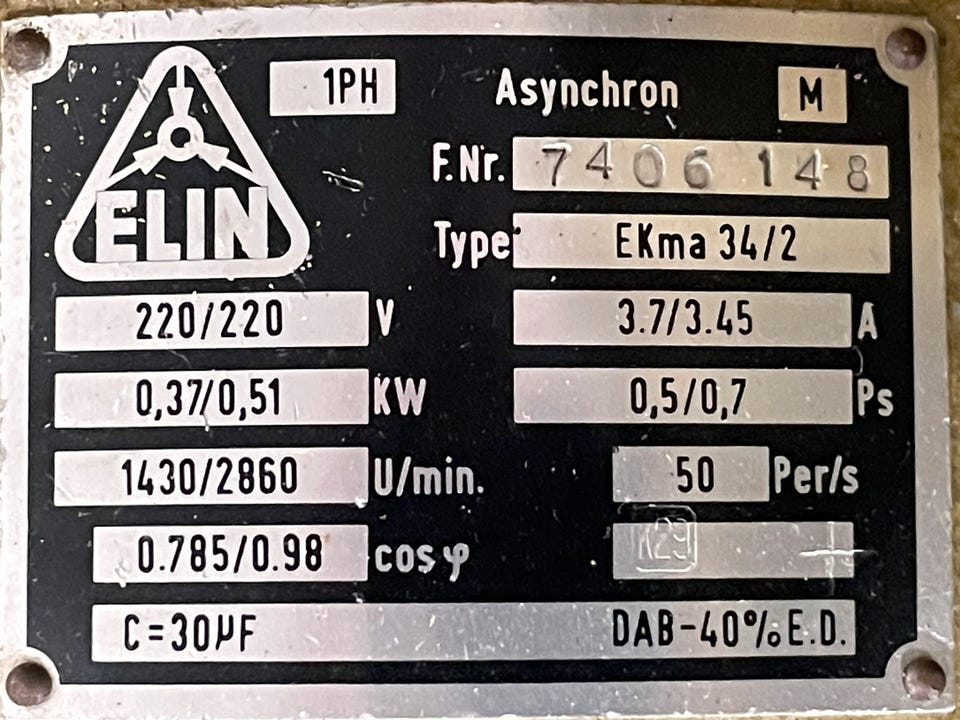 ELIN 1PH Asynchron M
F.Nr. 7406 148
Type EKma 34/2
220/220 V 3.7/3.45 A
0,37/0,51 KW 0,5/0,7 Ps
1430/2860 U/min. 50 Per/s
0.785/0.98 cos φ K29
C=30µF DAB-40% E.D.